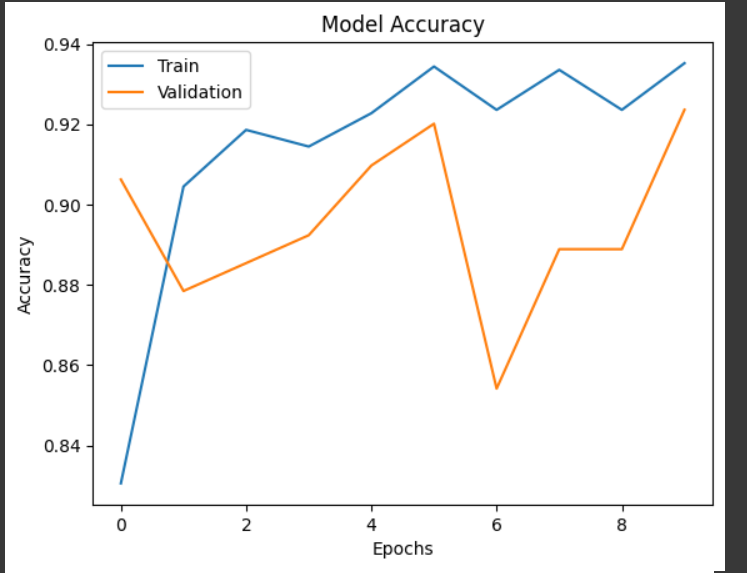 Model Accuracy
0.94
Train
Validation
0.92
0.90
0.88
0.86
0.84
Accuracy
0 2 4 6 8
Epochs